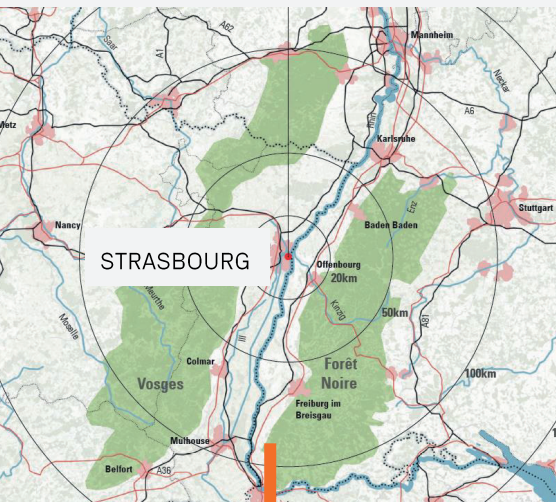 A62
Mannheim
Saar
A1
Neckar
Rhin
A6
Metz
Karlsruhe
Stuttgart
Enz
Nancy
Baden Baden
STRASBOURG
Offenbourg
20km
Meurthe
Kinzig
50km
Moselle
Ill
A81
Colmar
Forêt
Noire
100km
Vosges
Freiburg im
Breisgau
Mulhouse
Belfort
A36